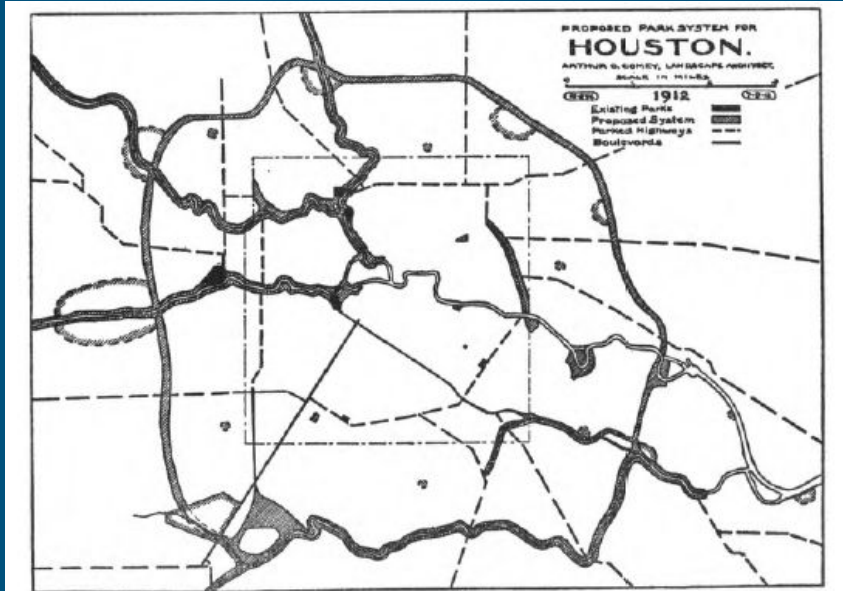 PROPOSED PARK SYSTEM FOR
HOUSTON.
ARTHUR C. COMEY, LANDSCAPE ARCHITECT,
SCALE IN MILES
1912
Existing Parks
Proposed System
Parked Highways
Boulevards